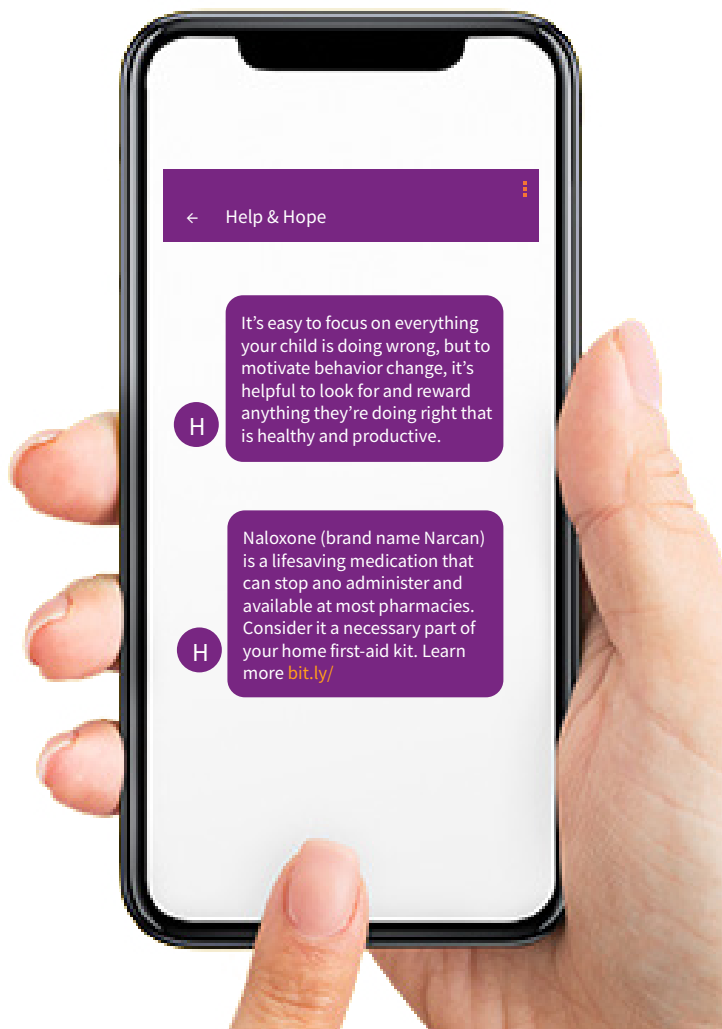 ← Help & Hope
It’s easy to focus on everything
your child is doing wrong, but to
motivate behavior change, it’s
helpful to look for and reward
anything they’re doing right that
H
is healthy and productive.
Naloxone (brand name Narcan)
is a lifesaving medication that
can stop ano administer and
available at most pharmacies.
Consider it a necessary part of
your home first-aid kit. Learn
H
more bit.ly/